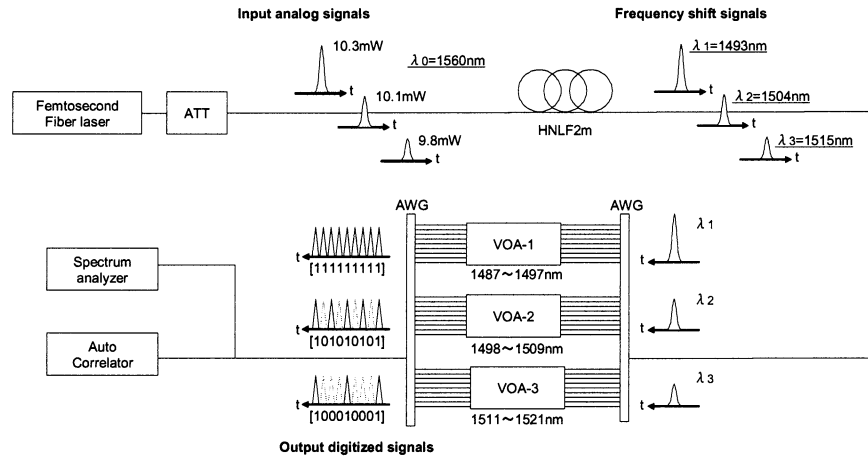 Input analog signals
Frequency shift signals
10.3mW
λ0=1560nm
λ1=1493nm
t
t
10.1mW
λ2=1504nm
Femtosecond
Fiber laser
ATT
t
t
HNLF2m
9.8mW
λ3=1515nm
t
t
AWG
AWG
λ1
VOA-1
t
t
Spectrum
analyzer
[111111111]
1487～1497nm
λ2
VOA-2
t
t
Auto
Correlator
[101010101]
1498～1509nm
λ3
VOA-3
t
t
[100010001]
1511～1521nm
Output digitized signals